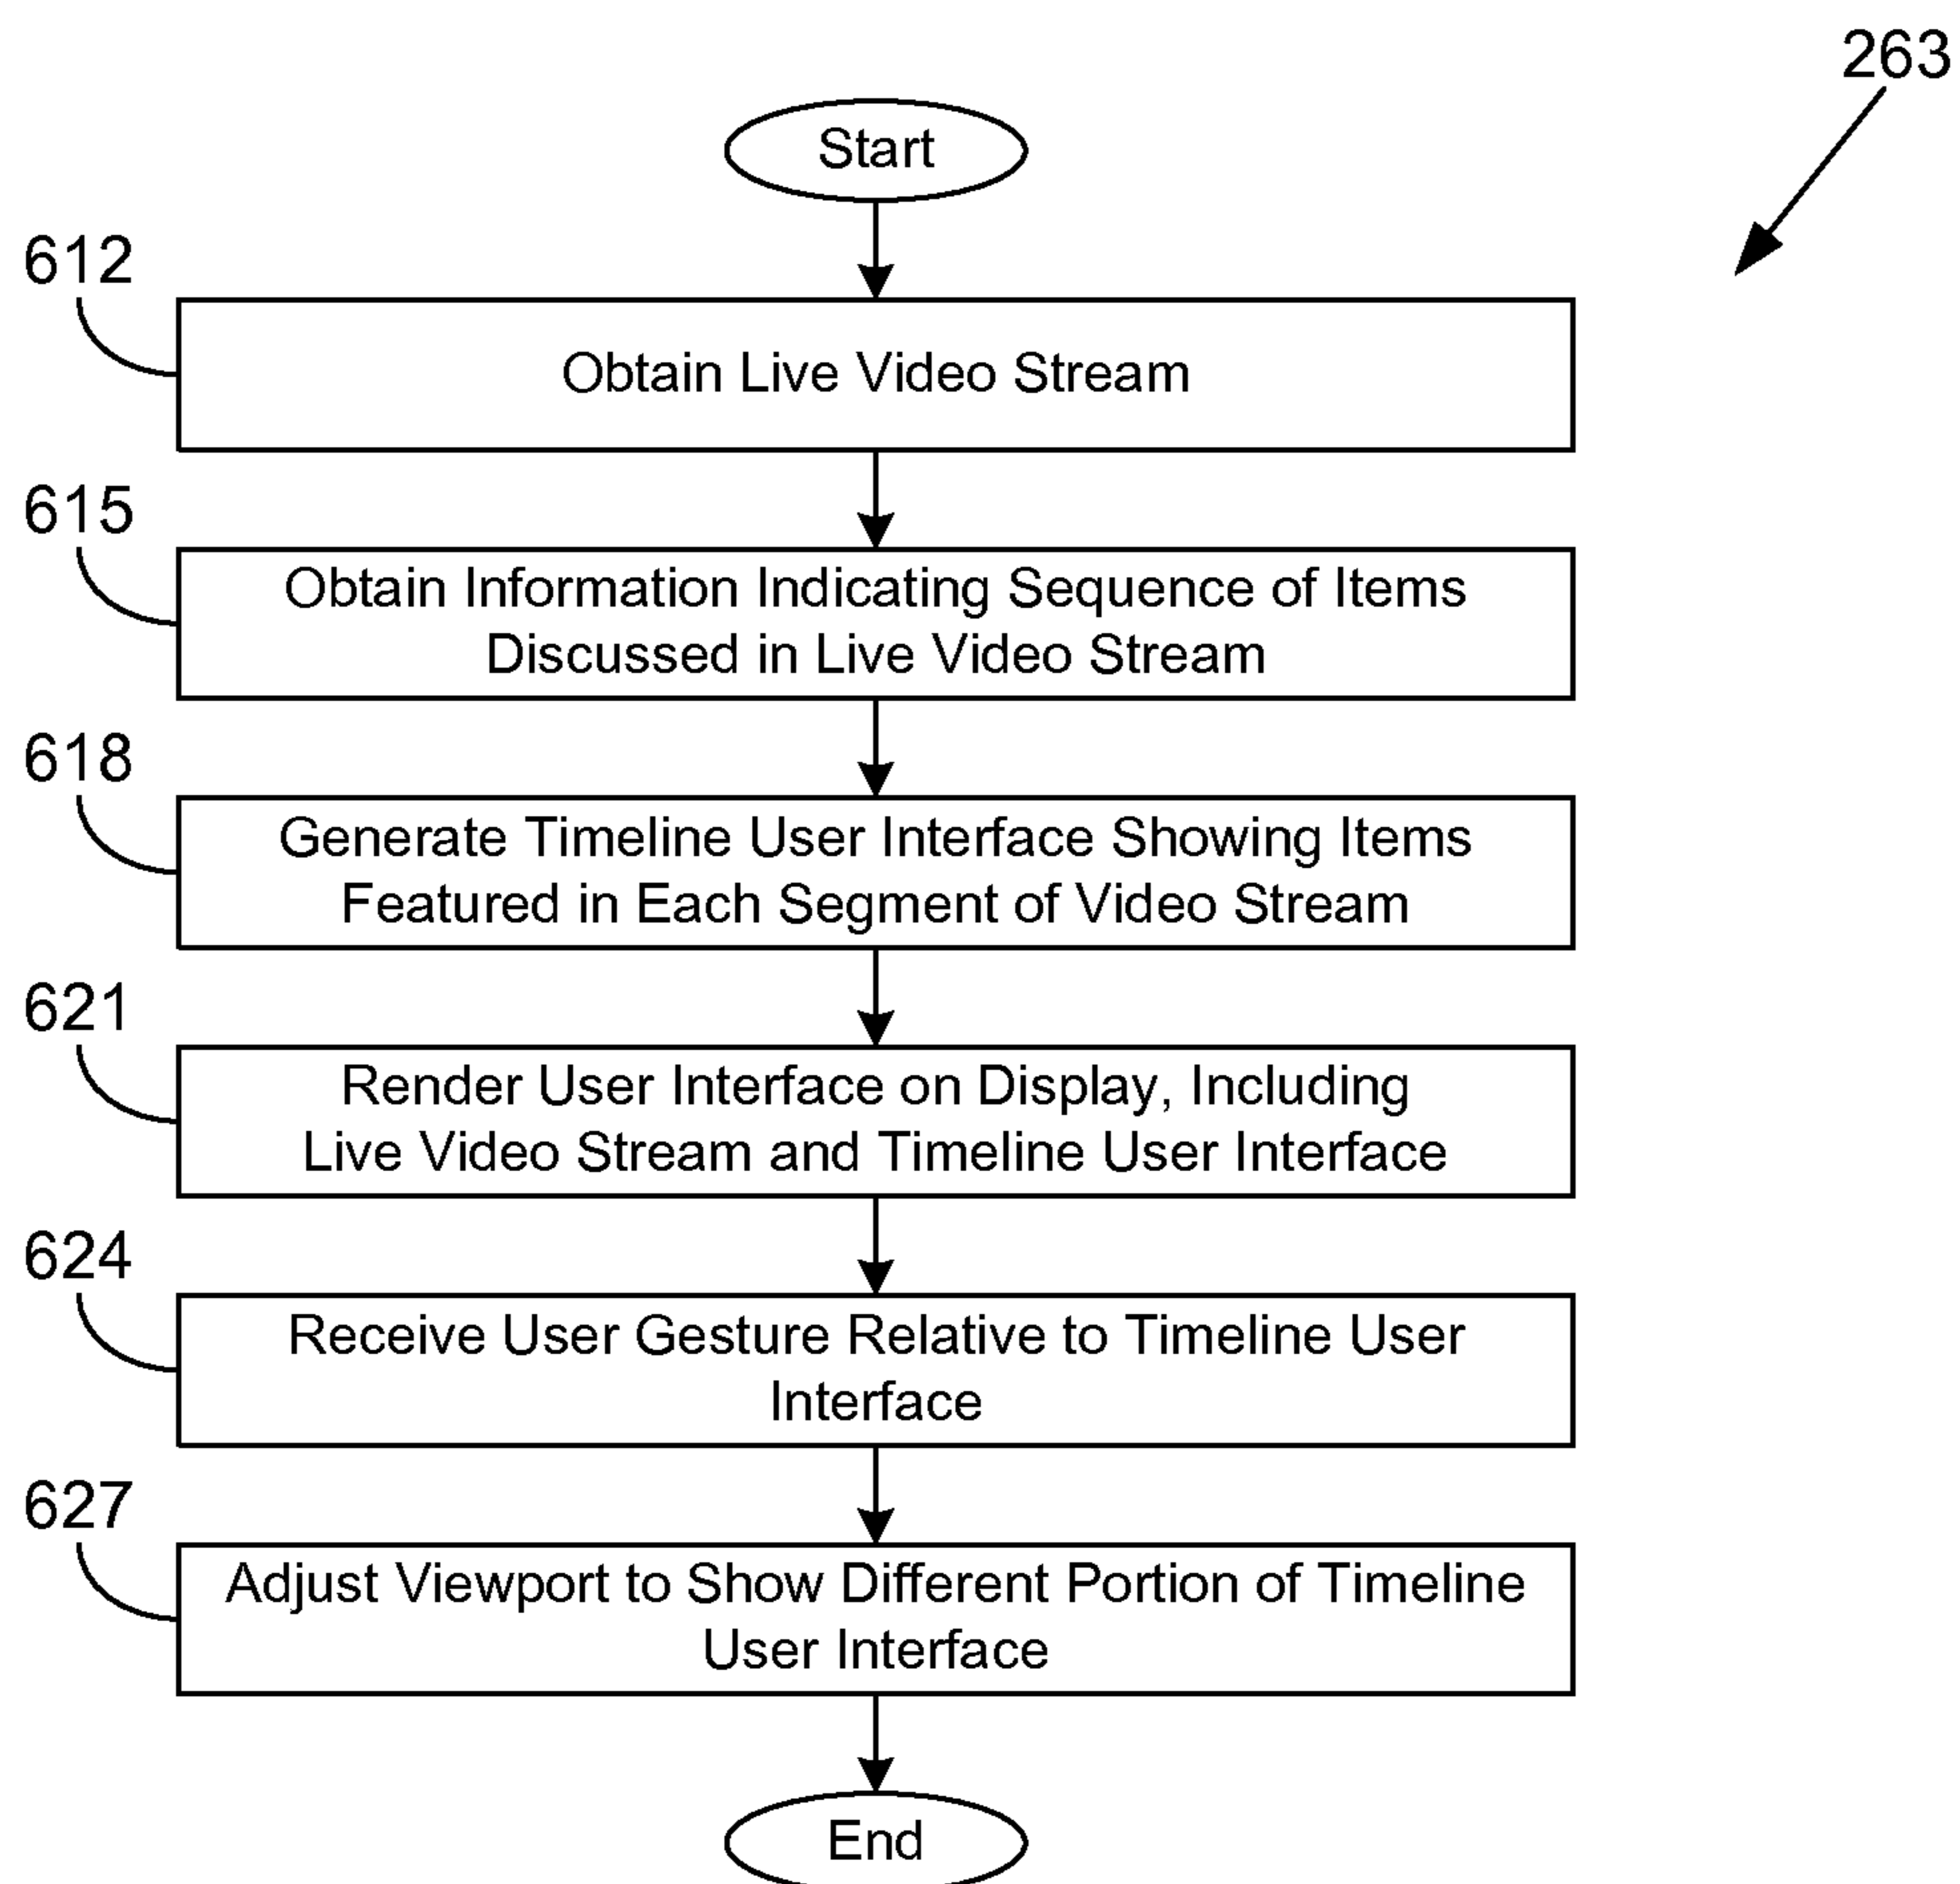 263
Start
612
Obtain Live Video Stream
615
Obtain Information Indicating Sequence of Items
Discussed in Live Video Stream
618
Generate Timeline User Interface Showing Items
Featured in Each Segment of Video Stream
621
Render User Interface on Display, Including
Live Video Stream and Timeline User Interface
624
Receive User Gesture Relative to Timeline User
Interface
627
Adjust Viewport to Show Different Portion of Timeline
User Interface
End